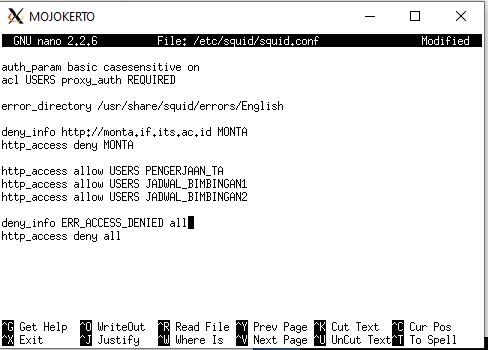 MOJOKERTO
GNU nano 2.2.6 File: /etc/squid/squid.conf Modified
auth_param basic casesensitive on
acl USERS proxy_auth REQUIRED
error_directory /usr/share/squid/errors/English
deny_info http://monta.if.its.ac.id MONTA
http_access deny MONTA
http_access allow USERS PENGERJAAN_TA
http_access allow USERS JADWAL_BIMBINGAN1
http_access allow USERS JADWAL_BIMBINGAN2
deny_info ERR_ACCESS_DENIED all
http_access deny all
^G Get Help ^O WriteOut ^R Read File ^Y Prev Page ^K Cut Text ^C Cur Pos
^X Exit ^J Justify ^W Where Is ^V Next Page ^U UnCut Text ^T To Spell